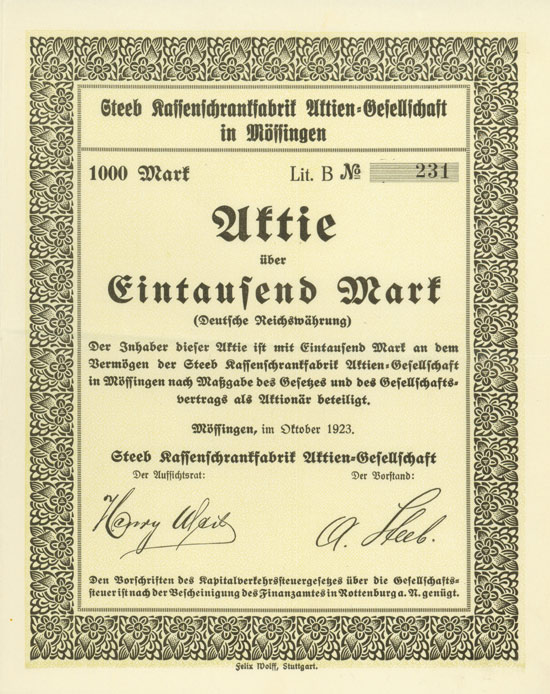 Steeb Kassenschrankfabrik Aktien-Gesellschaft
in Mössingen
1000 Mark Lit. B № 231
Aktie
über
Eintausend Mark
(Deutsche Reichswährung)
Der Inhaber dieser Aktie ist mit Eintausend Mark an dem
Vermögen der Steeb Kassenschrankfabrik Aktien-Gesellschaft
in Mössingen nach Maßgabe des Gesetzes und des Gesellschafts-
vertrags als Aktionär beteiligt.
Mössingen, im Oktober 1923.
Steeb Kassenschrankfabrik Aktien-Gesellschaft
Der Aufsichtsrat: Der Vorstand:
Henry A. Steeb.
Den Vorschriften des Kapitalverkehrssteuergesetzes über die Gesellschafts-
steuer ist nach der Bescheinigung des Finanzamtes in Rottenburg a. N. genügt.
Felix Wolff, Stuttgart.